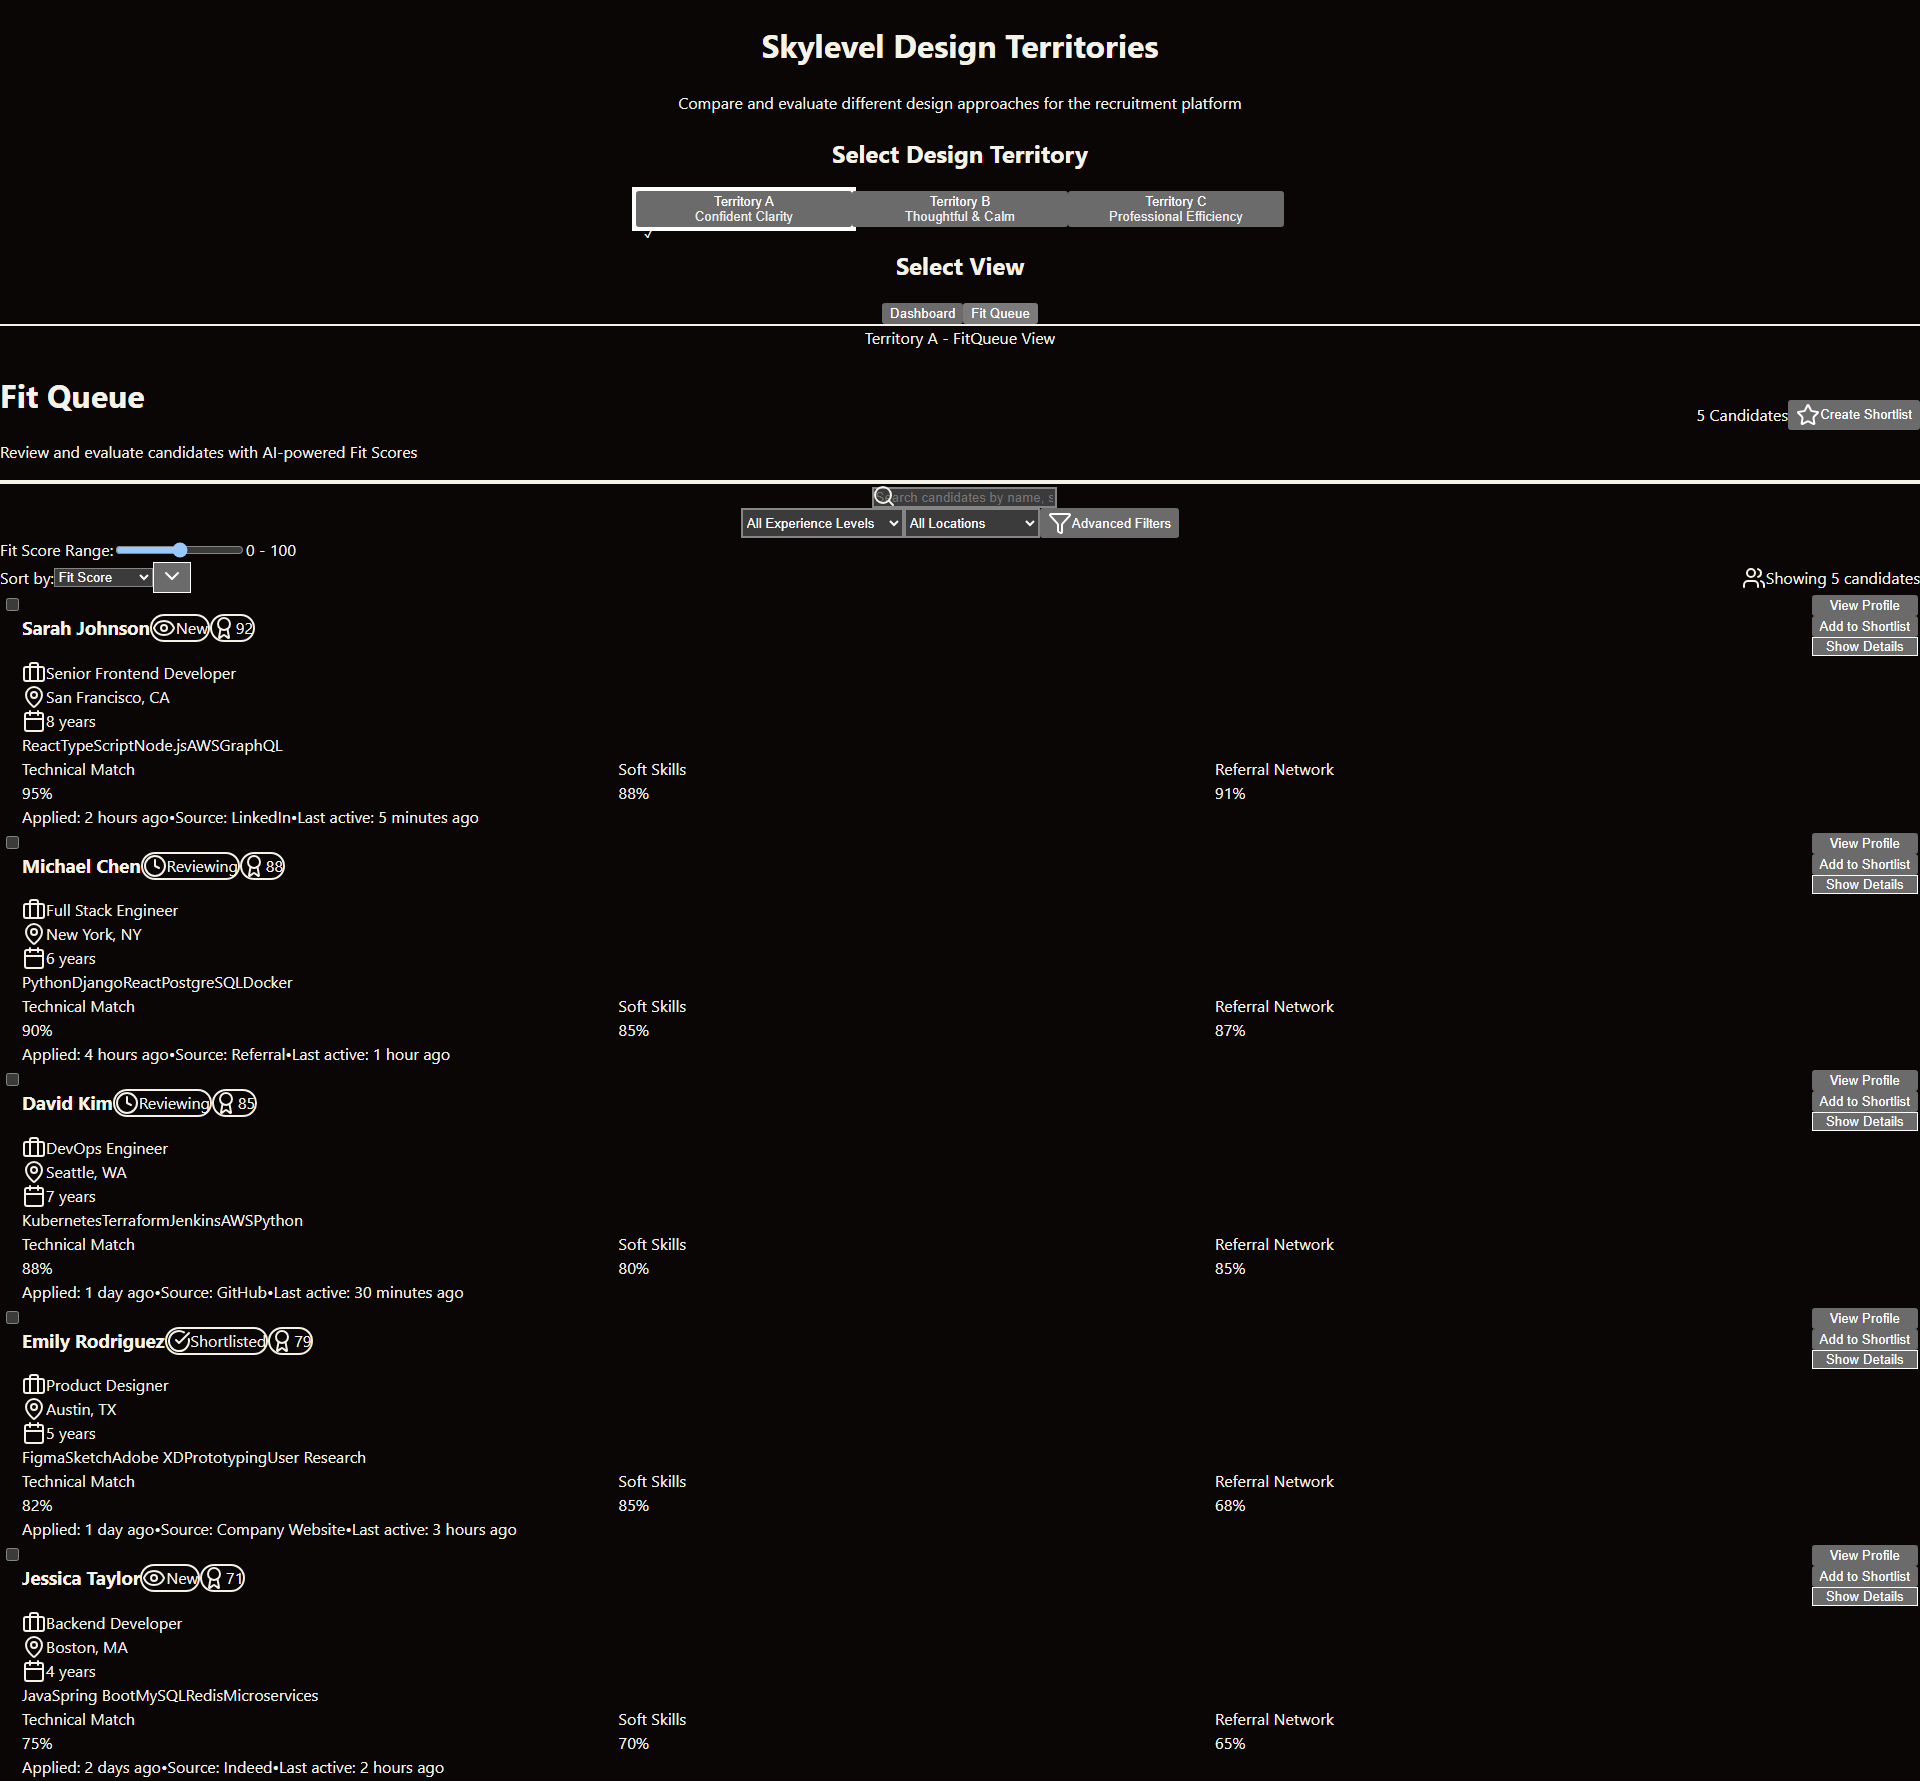 Skylevel Design Territories
Compare and evaluate different design approaches for the recruitment platform
Select Design Territory
Territory A
Confident Clarity
Territory B
Thoughtful & Calm
Territory C
Professional Efficiency
✓
Select View
Dashboard
Fit Queue
Territory A - FitQueue View
Fit Queue
5 Candidates
Create Shortlist
Review and evaluate candidates with AI-powered Fit Scores
arch candidates by name, s
All Experience Levels
All Locations
Advanced Filters
Fit Score Range:
0 - 100
Sort by:
Fit Score
Showing 5 candidates
Sarah Johnson
New
92
View Profile
Add to Shortlist
Show Details
Senior Frontend Developer
San Francisco, CA
8 years
ReactTypeScriptNode.jsAWSGraphQL
Technical Match
Soft Skills
Referral Network
95%
88%
91%
Applied: 2 hours ago•Source: LinkedIn•Last active: 5 minutes ago
Michael Chen
Reviewing
88
View Profile
Add to Shortlist
Show Details
Full Stack Engineer
New York, NY
6 years
PythonDjangoReactPostgreSQLDocker
Technical Match
Soft Skills
Referral Network
90%
85%
87%
Applied: 4 hours ago•Source: Referral•Last active: 1 hour ago
David Kim
Reviewing
85
View Profile
Add to Shortlist
Show Details
DevOps Engineer
Seattle, WA
7 years
KubernetesTerraformJenkinsAWSPython
Technical Match
Soft Skills
Referral Network
88%
80%
85%
Applied: 1 day ago•Source: GitHub•Last active: 30 minutes ago
Emily Rodriguez
Shortlisted
79
View Profile
Add to Shortlist
Show Details
Product Designer
Austin, TX
5 years
FigmaSketchAdobe XDPrototypingUser Research
Technical Match
Soft Skills
Referral Network
82%
85%
68%
Applied: 1 day ago•Source: Company Website•Last active: 3 hours ago
Jessica Taylor
New
71
View Profile
Add to Shortlist
Show Details
Backend Developer
Boston, MA
4 years
JavaSpring BootMySQLRedisMicroservices
Technical Match
Soft Skills
Referral Network
75%
70%
65%
Applied: 2 days ago•Source: Indeed•Last active: 2 hours ago